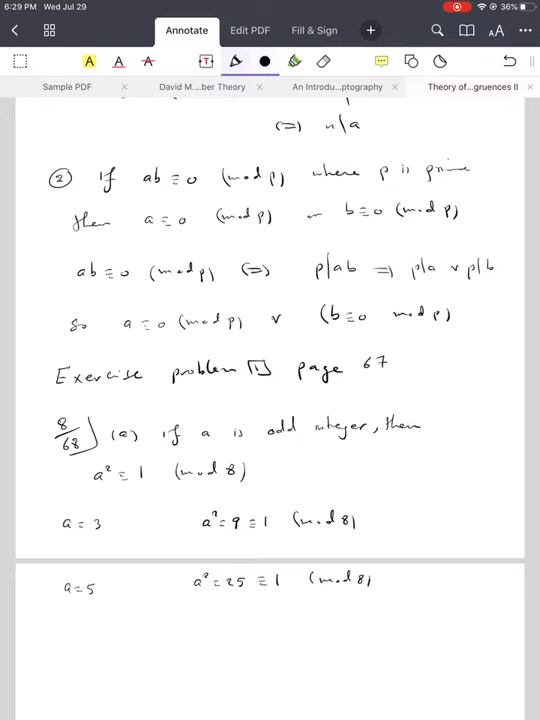 6:29 PM Wed Jul 29
36%
Annotate Edit PDF Fill & Sign
Sample PDF David M....ber Theory An Introdu...ptography Theory of...gruences II
⟺ n/a
② If ab ≡ 0 (mod p) where p is prime
then a ≡ 0 (mod p) or b ≡ 0 (mod p)
ab ≡ 0 (mod p) ⟺ p/ab ⟹ p/a ∨ p/b
So a ≡ 0 (mod p) ∨ (b ≡ 0 mod p)
Exercise problem 1 page 67
8/68) (a) if a is odd integer, then
a² ≡ 1 (mod 8)
a = 3 a² = 9 ≡ 1 (mod 8)
a = 5 a² = 25 ≡ 1 (mod 8)